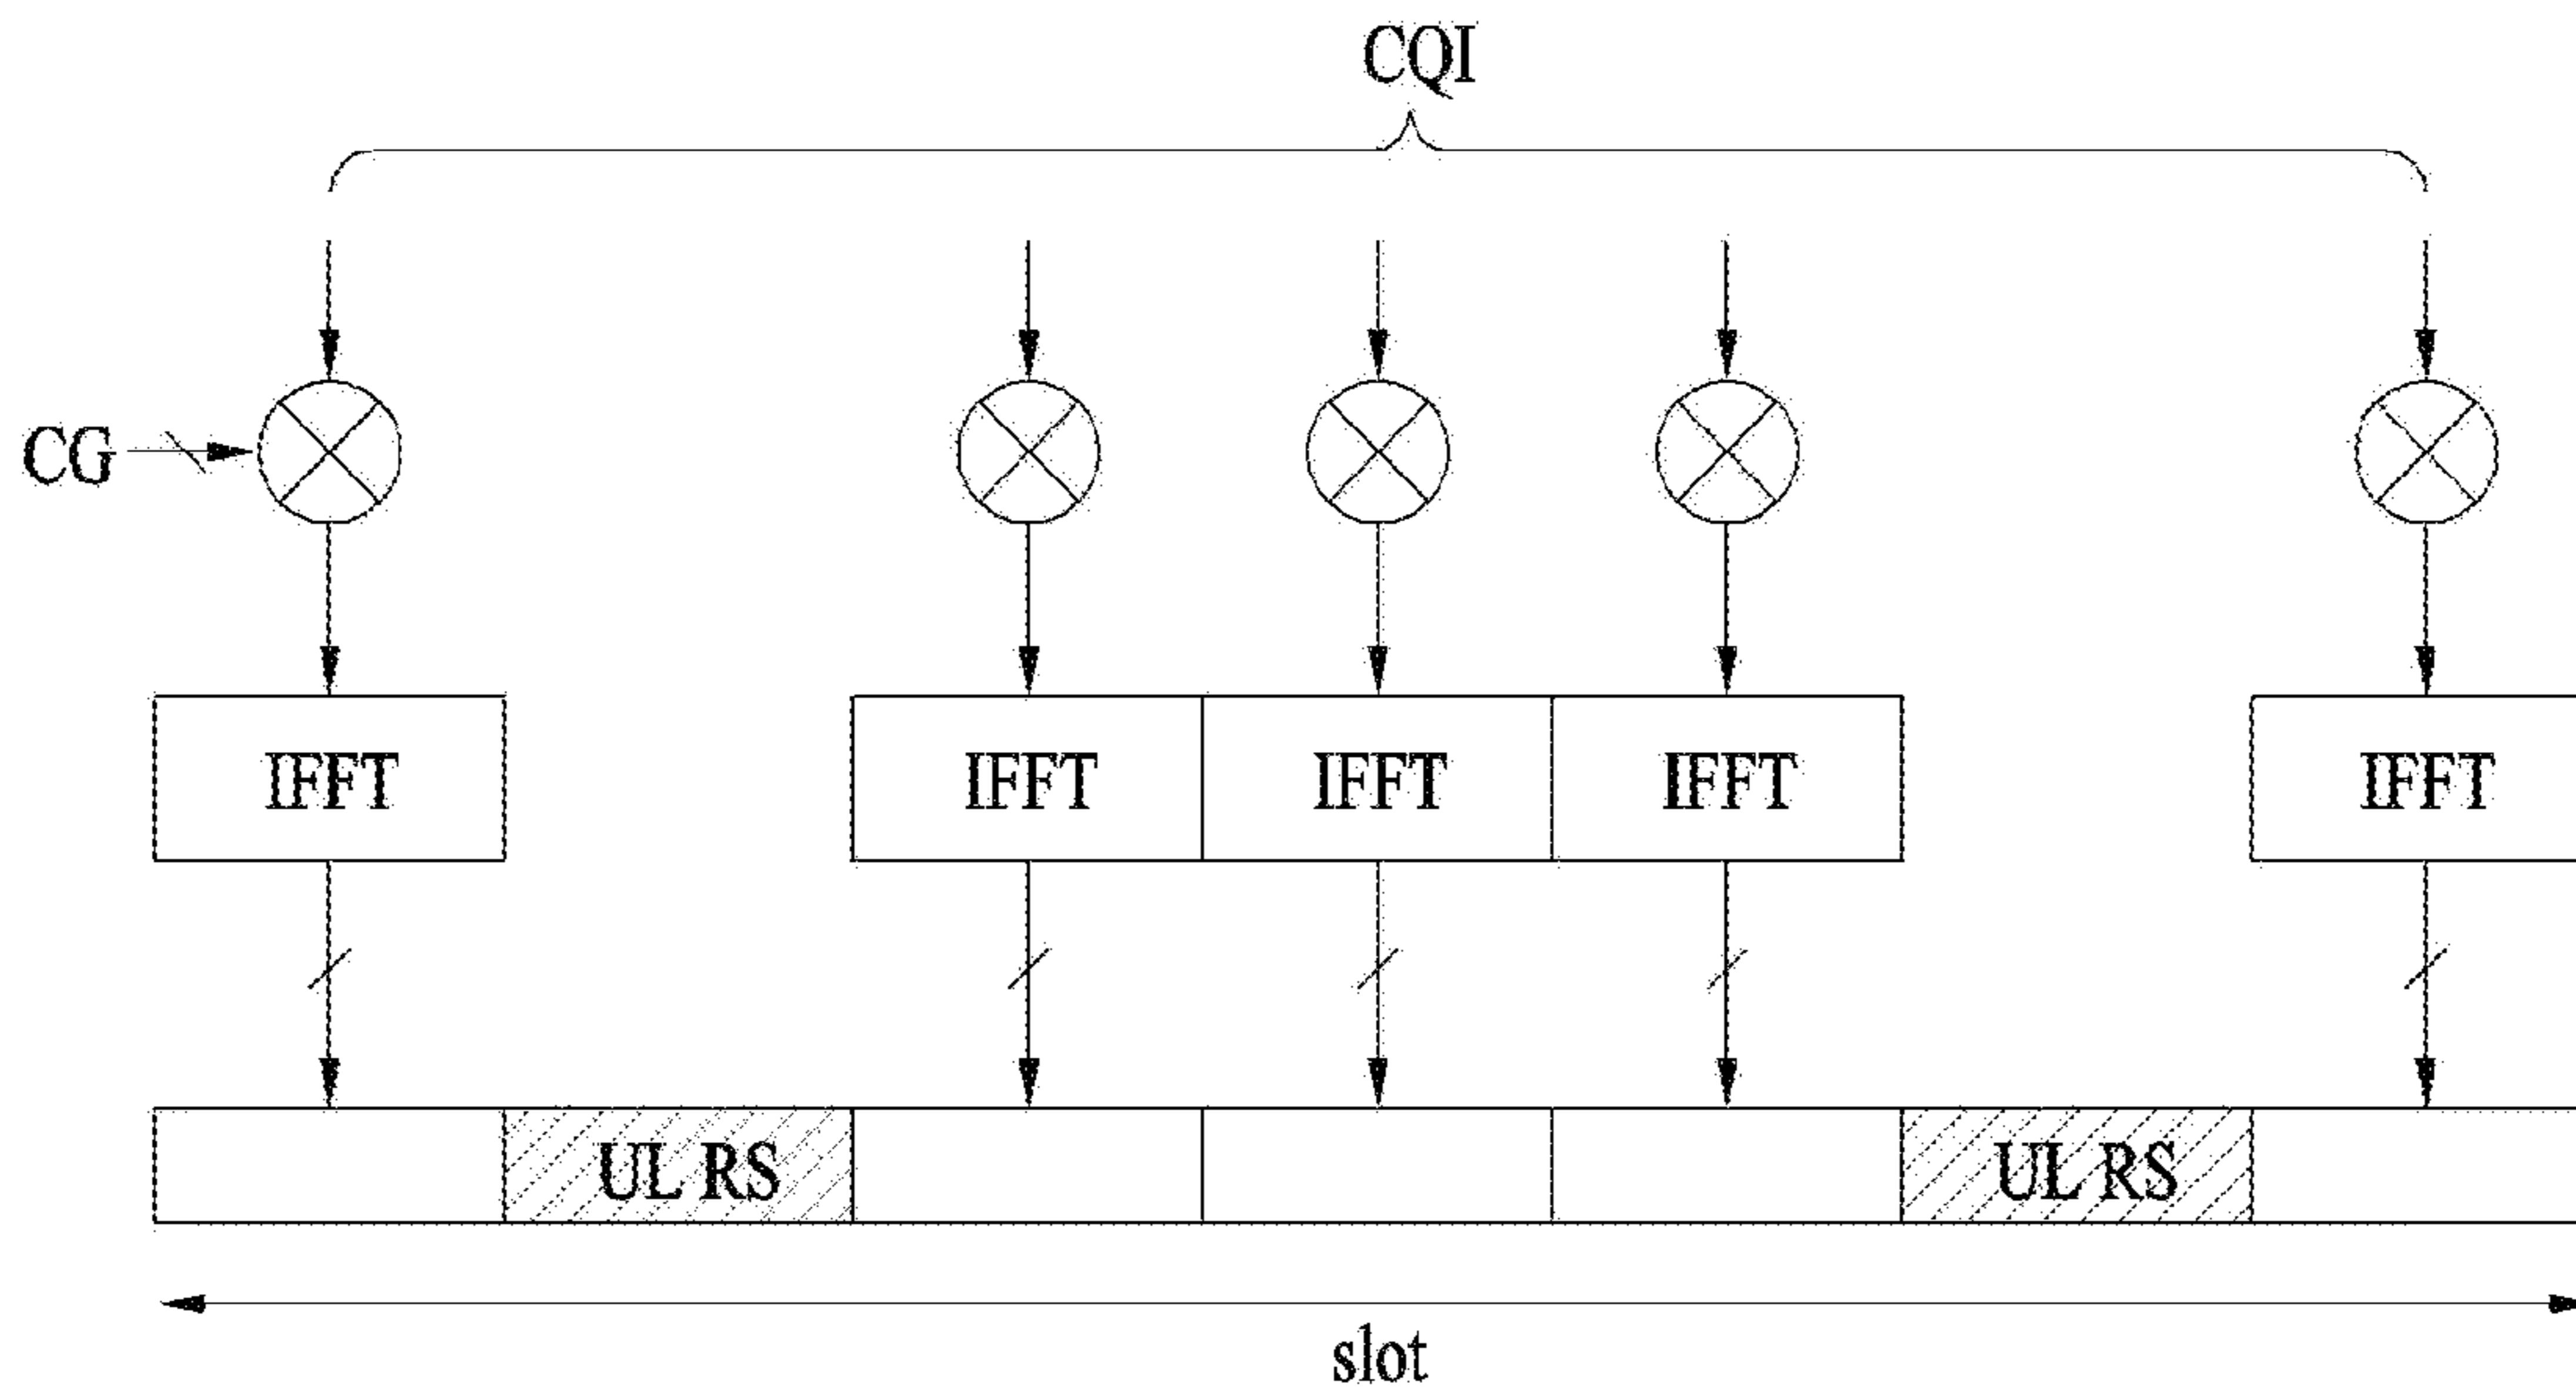 CQI
CG
IFFT IFFT IFFT IFFT IFFT
UL RS UL RS
slot